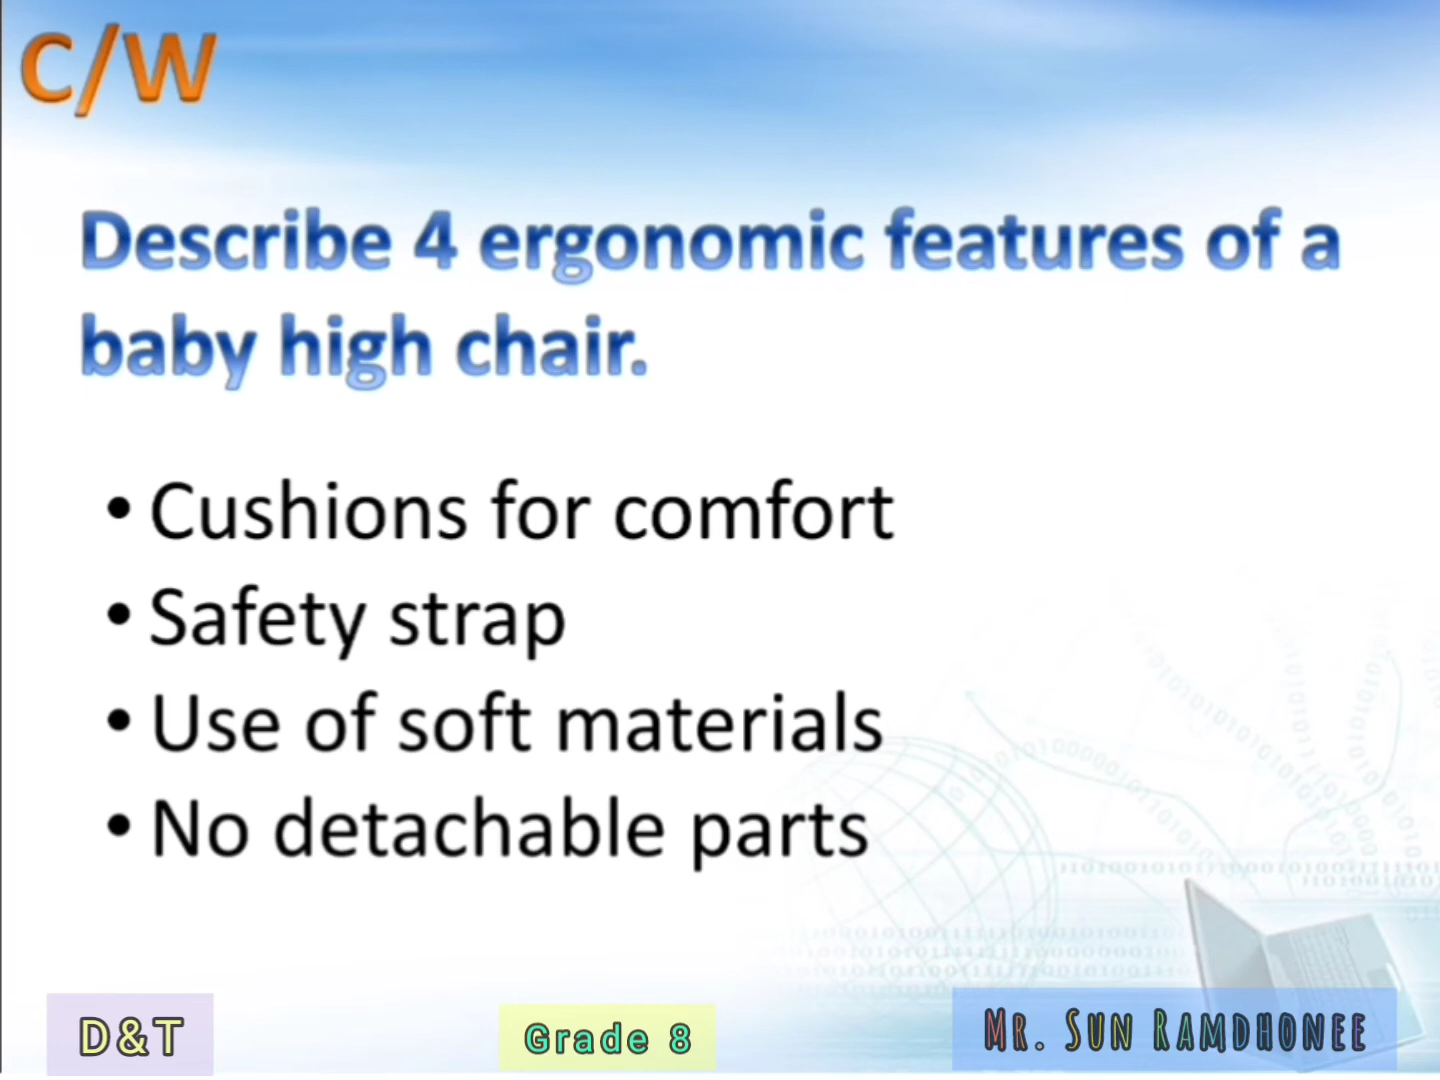 C/W
Describe 4 ergonomic features of a
baby high chair.
• Cushions for comfort
• Safety strap
• Use of soft materials
• No detachable parts
D&T
Grade 8
Mr. Sun Ramdhonee